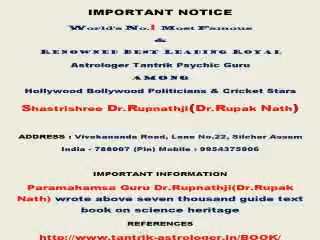 IMPORTANT NOTICE
World's No.1 Most Famous
&
Renowned Best Leading Royal
Astrologer Tantrik Psychic Guru
AMONG
Hollywood Bollywood Politicians & Cricket Stars
Shastrishree Dr.Rupnathji(Dr.Rupak Nath)
ADDRESS : Vivekananda Road, Lane No.22, Silchar Assam
India - 788007 (Pin) Mobile : 9954375906
IMPORTANT INFORMATION
Paramahamsa Guru Dr.Rupnathji(Dr.Rupak
Nath) wrote above seven thousand guide text
book on science heritage
REFERENCES
http://www.tantrik-astrologer.in/BOOK/